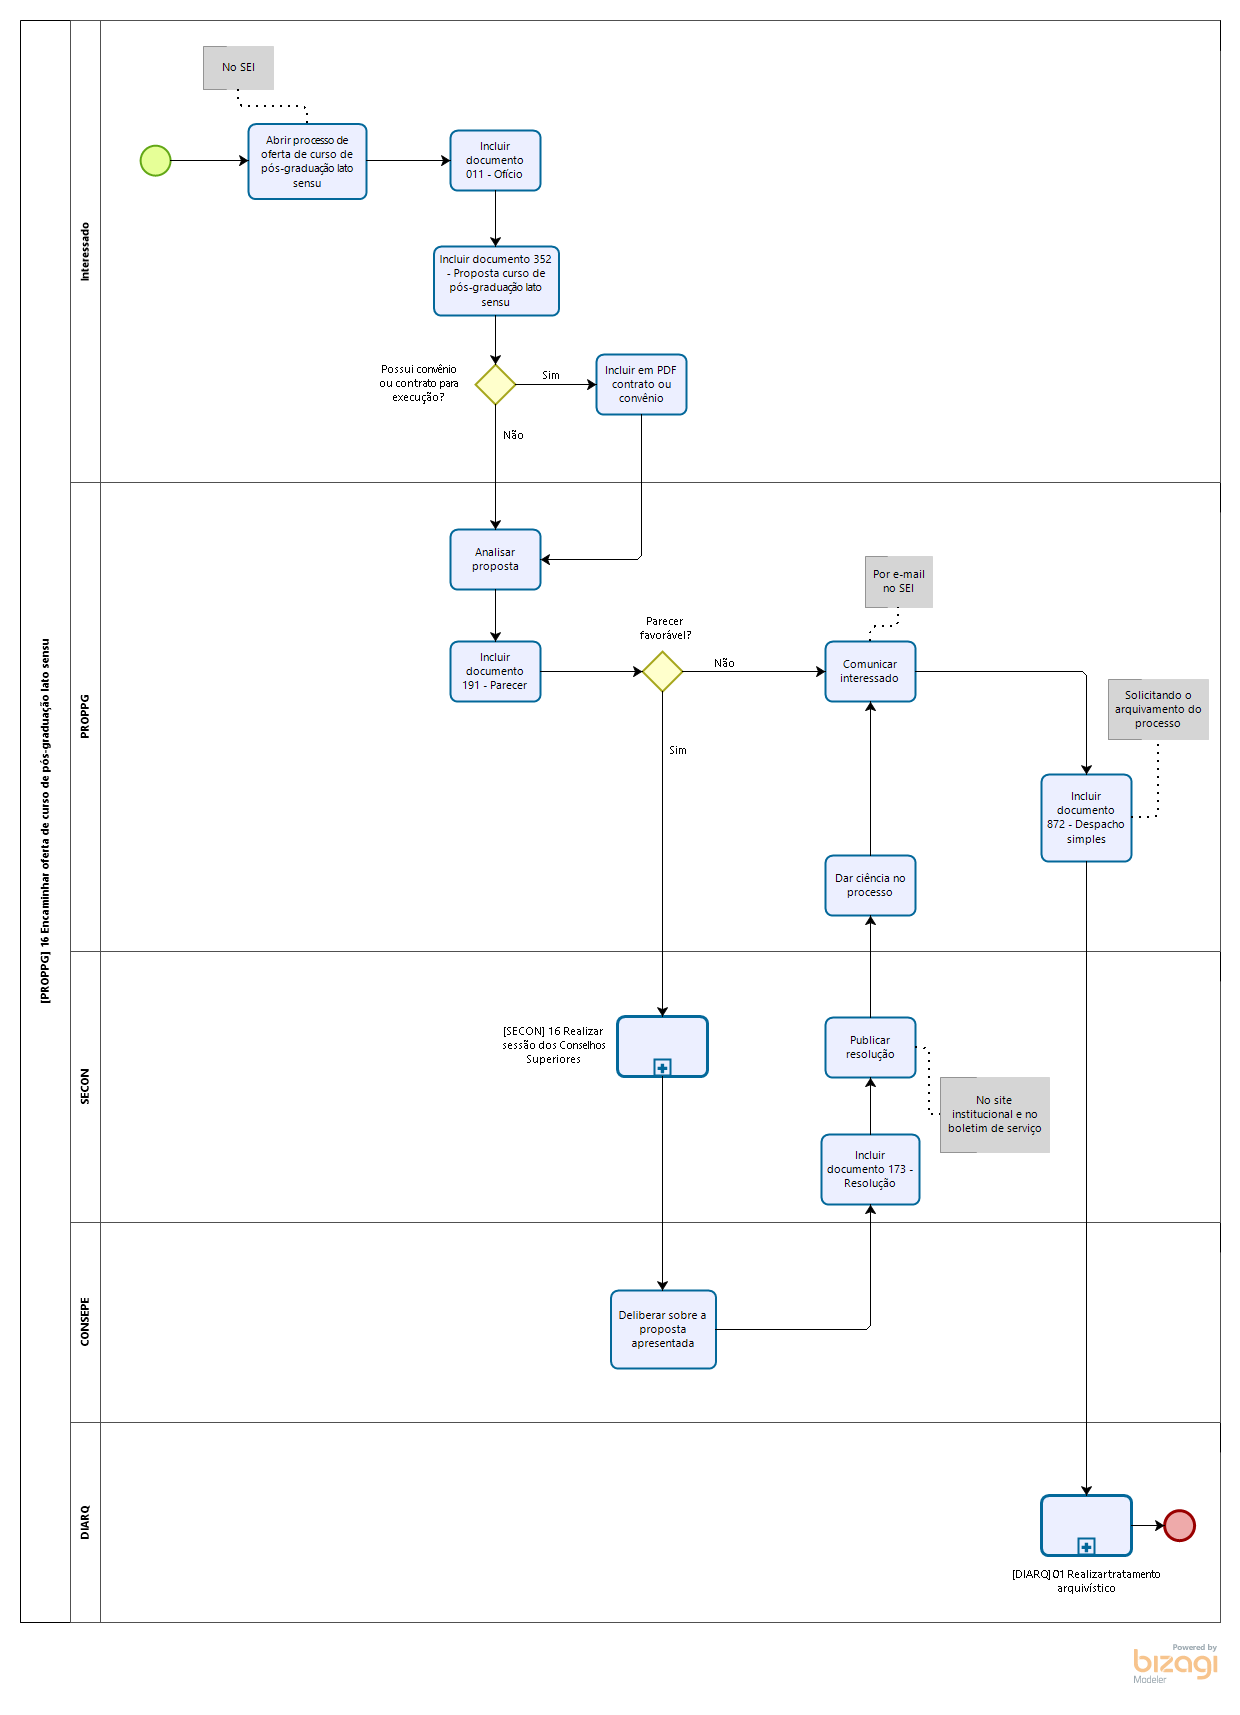 [PROPPG] 16 Encaminhar oferta de curso de pós-graduação lato sensu
Interessado
No SEI
Abrir processo de
oferta de curso de
pós-graduação lato
sensu
Incluir
documento
011 - Ofício
Incluir documento 352
- Proposta curso de
pós-graduação lato
sensu
Possui convênio
ou contrato para
execução?
Sim
Incluir em PDF
contrato ou
convênio
Não
PROPPG
Analisar
proposta
Incluir
documento
191 - Parecer
Parecer
favorável?
Não
Sim
Por e-mail
no SEI
Comunicar
interessado
Solicitando o
arquivamento do
processo
Incluir
documento
872 - Despacho
simples
Dar ciência no
processo
SECON
[SECON] 16 Realizar
sessão dos Conselhos
Superiores
Publicar
resolução
No site
institucional e no
boletim de serviço
Incluir
documento 173 -
Resolução
CONSEPE
Deliberar sobre a
proposta
apresentada
DIARQ
[DIARQ] 01 Realizar tratamento
arquivístico
Powered by
bizagi
Modeler